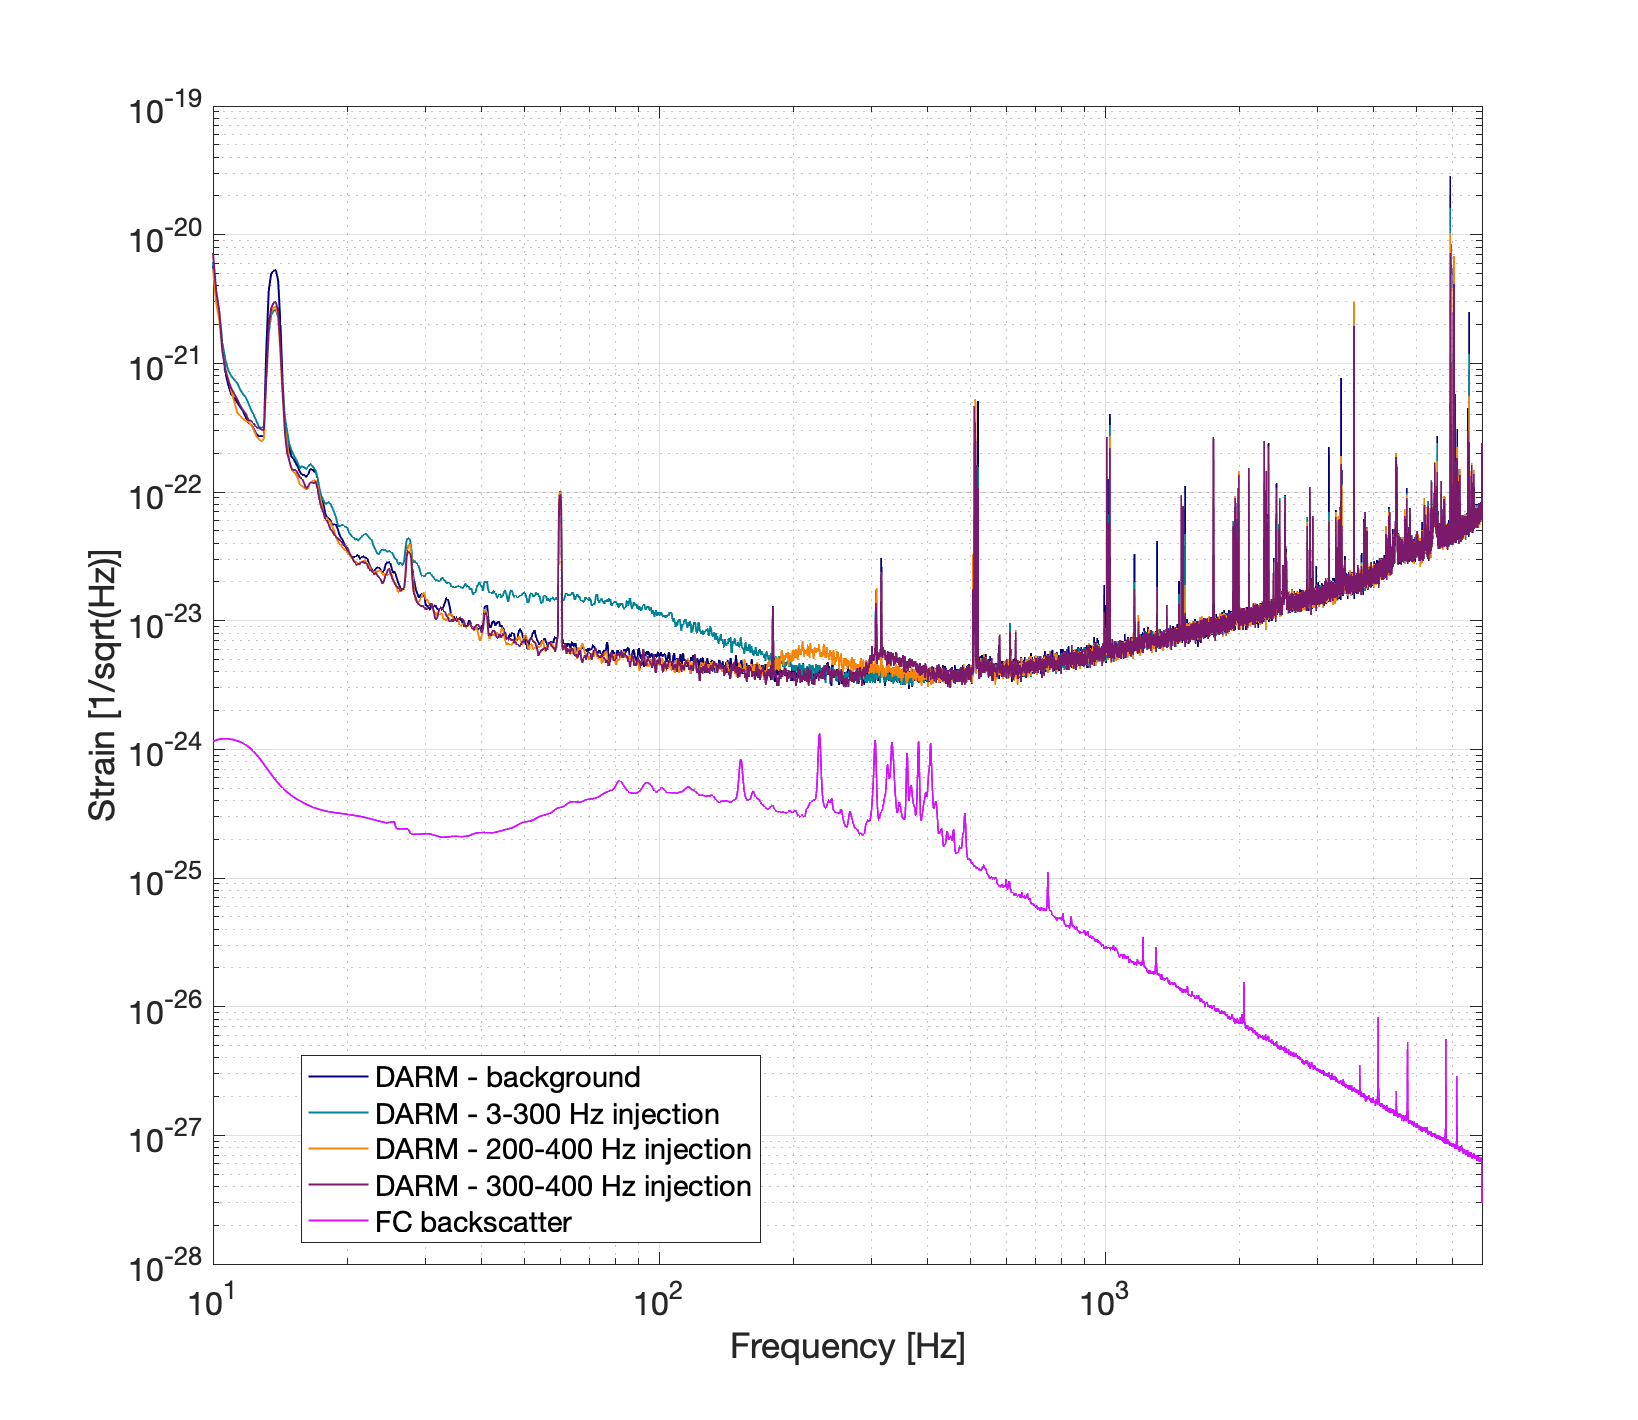 10^-19
10^-20
10^-21
10^-22
10^-23
10^-24
10^-25
10^-26
10^-27
10^-28
Strain [1/sqrt(Hz)]
DARM - background
DARM - 3-300 Hz injection
DARM - 200-400 Hz injection
DARM - 300-400 Hz injection
FC backscatter
10^1 10^2 10^3
Frequency [Hz]